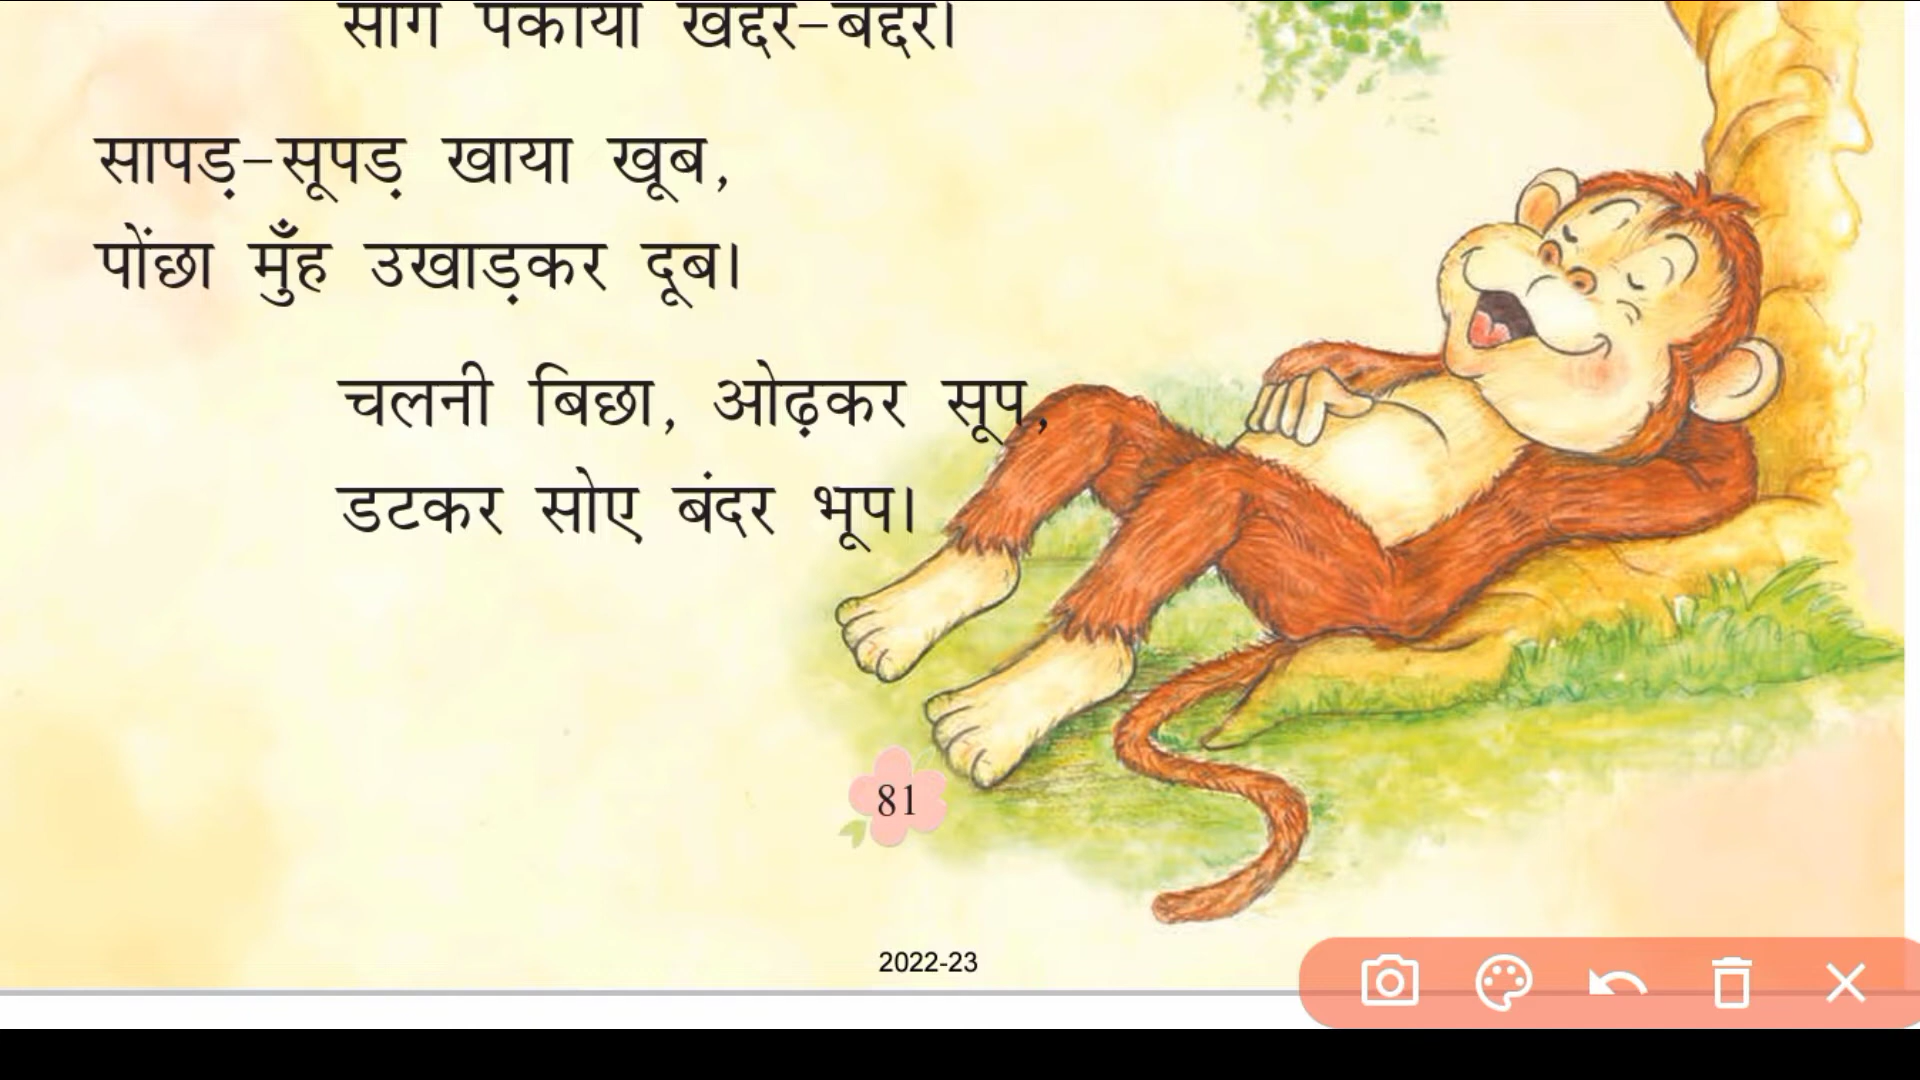 साग पकाया खद्दर-बद्दर।
सापड़-सूपड़ खाया खूब,
पोंछा मुँह उखाड़कर दूब।
चलनी बिछा, ओढ़कर सूप,
डटकर सोए बंदर भूप।
81
2022-23